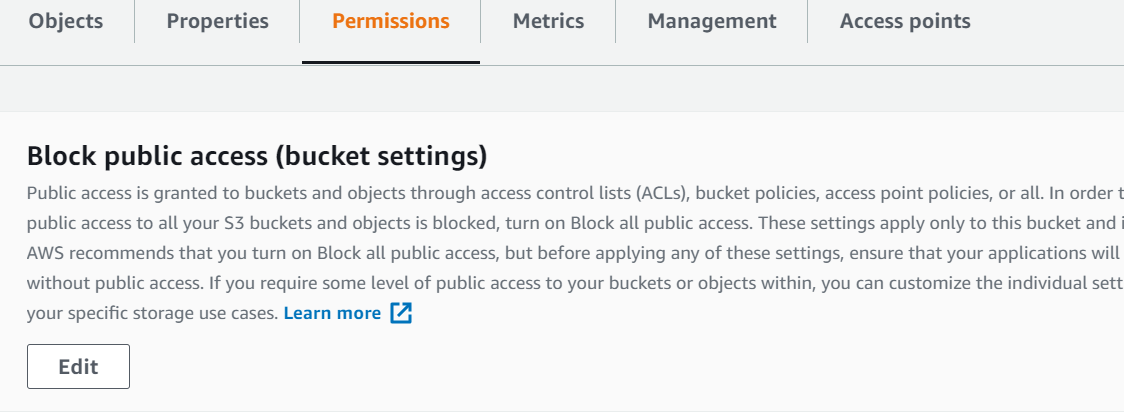 Objects Properties Permissions Metrics Management Access points
Block public access (bucket settings)
Public access is granted to buckets and objects through access control lists (ACLs), bucket policies, access point policies, or all. In order
public access to all your S3 buckets and objects is blocked, turn on Block all public access. These settings apply only to this bucket and
AWS recommends that you turn on Block all public access, but before applying any of these settings, ensure that your applications will
without public access. If you require some level of public access to your buckets or objects within, you can customize the individual
your specific storage use cases. Learn more
Edit